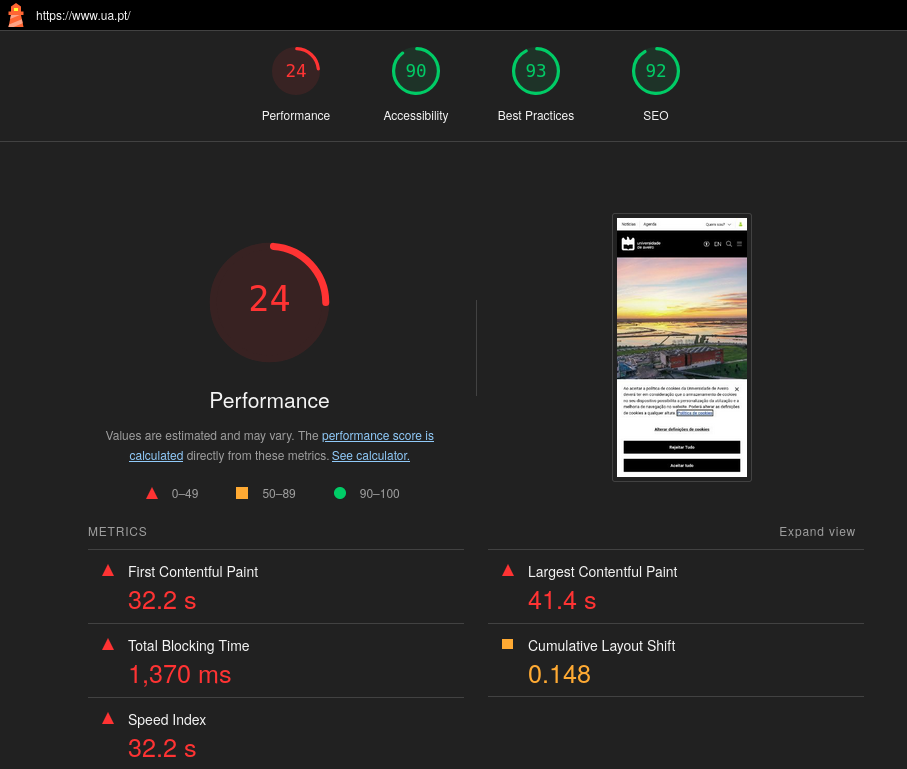 https://www.ua.pt/
24
90
93
92
Performance
Accessibility
Best Practices
SEO
24
Performance
Values are estimated and may vary. The performance score is
calculated directly from these metrics. See calculator.
0–49
50–89
90–100
Notícias Agenda
universidade
de aveiro
EN
Ao aceitar a política de cookies da Universidade de Aveiro
deverá ter em consideração que o armazenamento de cookies
no seu dispositivo possibilita a personalização da utilização e a
melhoria de navegação no website. Poderá alterar as definições
de cookies a qualquer altura. Política de cookies
Alterar definições de cookies
Rejeitar Tudo
Aceitar tudo
METRICS
Expand view
First Contentful Paint
32.2 s
Largest Contentful Paint
41.4 s
Total Blocking Time
1,370 ms
Cumulative Layout Shift
0.148
Speed Index
32.2 s